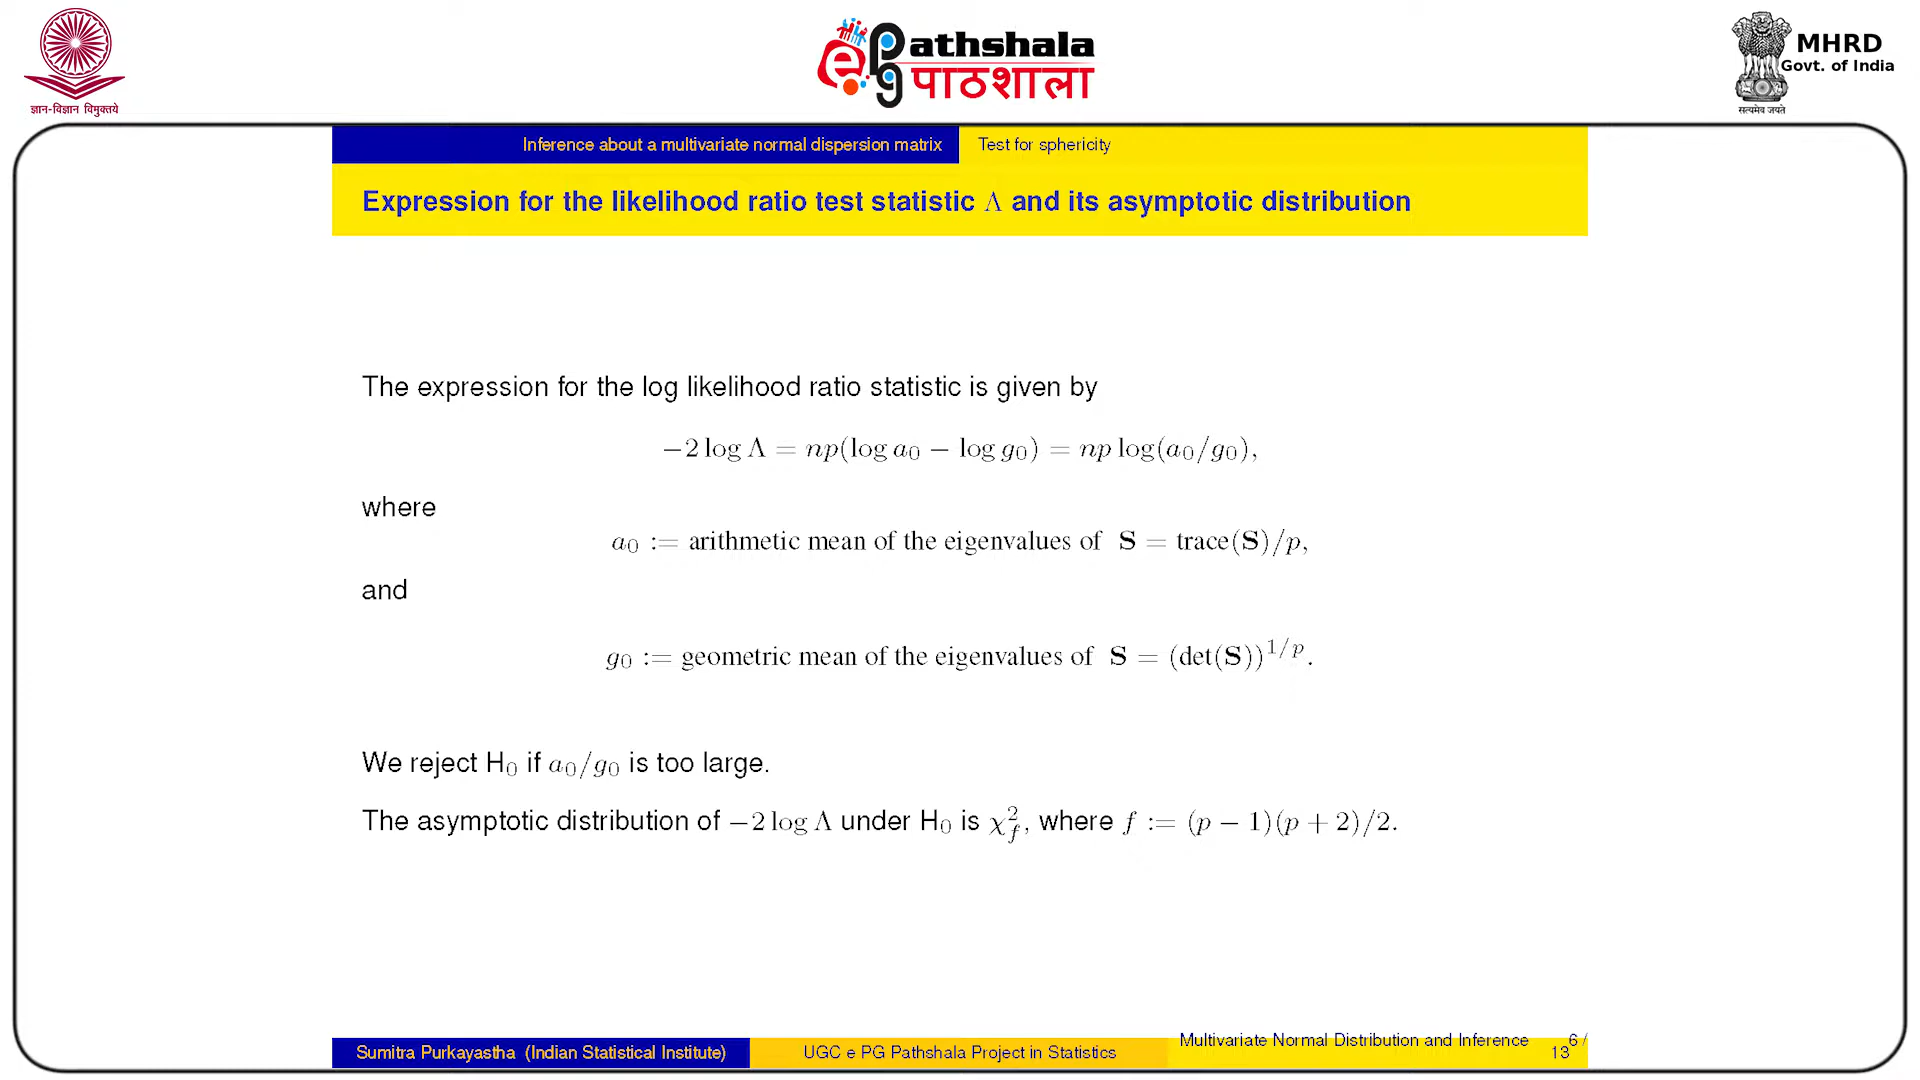 ज्ञान-विज्ञान विमुक्तये
ePg Pathshala
पाठशाला
MHRD
Govt. of India
सत्यमेव जयते
Inference about a multivariate normal dispersion matrix
Test for sphericity
Expression for the likelihood ratio test statistic Λ and its asymptotic distribution
The expression for the log likelihood ratio statistic is given by
−2 log Λ = np(log a₀ − log g₀) = np log(a₀/g₀),
where
a₀ := arithmetic mean of the eigenvalues of S = trace(S)/p,
and
g₀ := geometric mean of the eigenvalues of S = (det(S))^{1/p}.
We reject H₀ if a₀/g₀ is too large.
The asymptotic distribution of −2 log Λ under H₀ is χ²_f, where f := (p − 1)(p + 2)/2.
Sumitra Purkayastha (Indian Statistical Institute)
UGC e PG Pathshala Project in Statistics
Multivariate Normal Distribution and Inference
6 /
13